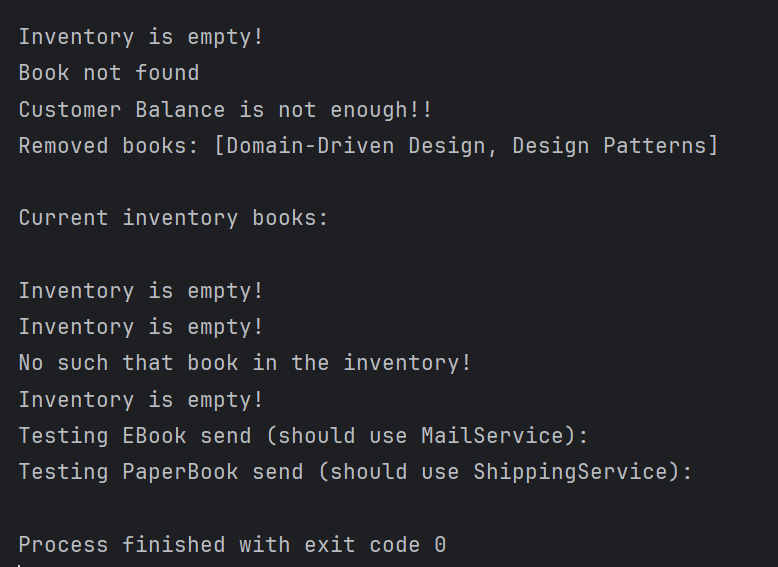 Inventory is empty!
Book not found
Customer Balance is not enough!!
Removed books: [Domain-Driven Design, Design Patterns]
Current inventory books:
Inventory is empty!
Inventory is empty!
No such that book in the inventory!
Inventory is empty!
Testing EBook send (should use MailService):
Testing PaperBook send (should use ShippingService):
Process finished with exit code 0